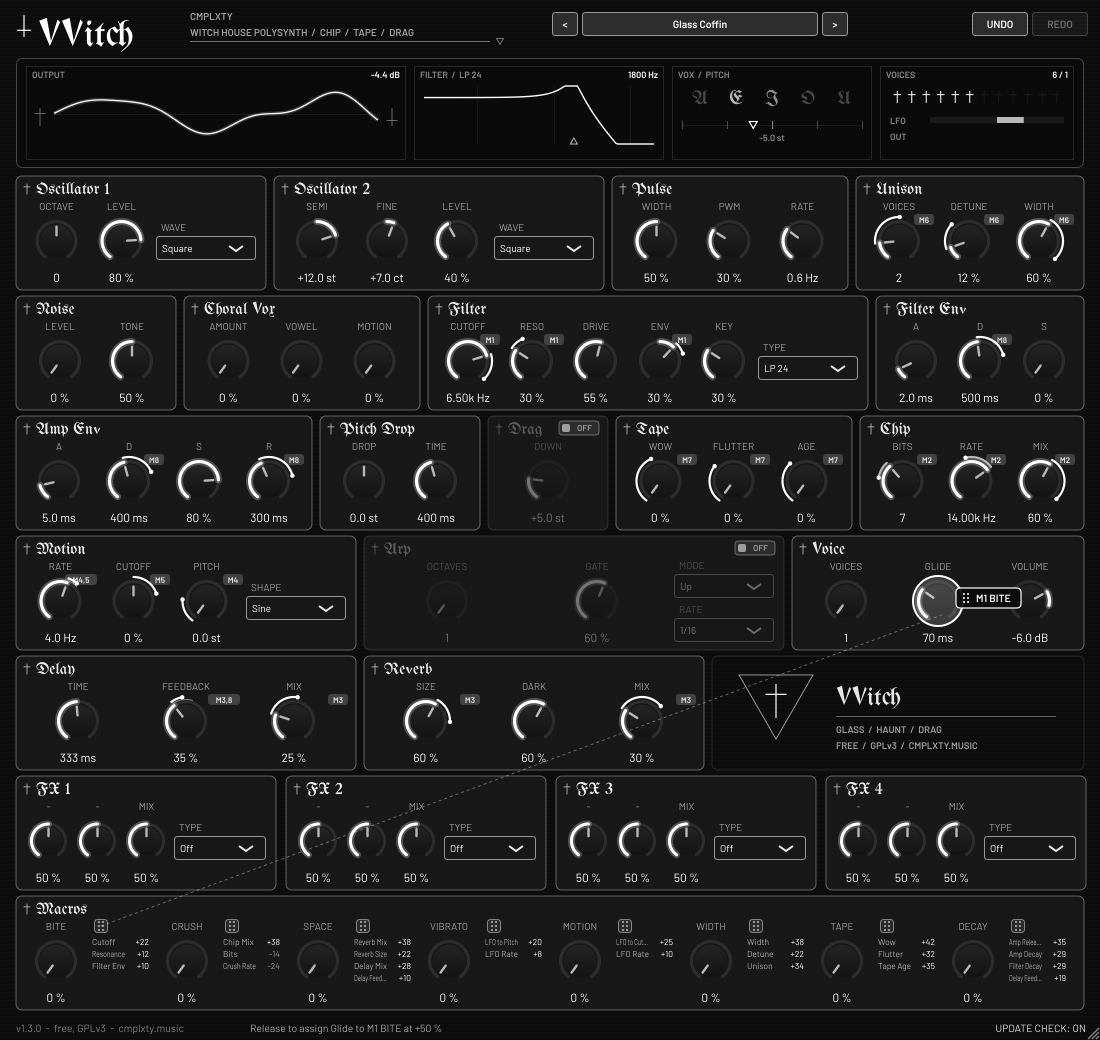 VVitch
CMPLXTY
WITCH HOUSE POLYSYNTH / CHIP / TAPE / DRAG
< Glass Coffin >
UNDO REDO
OUTPUT -4.4 dB
FILTER / LP 24 1800 Hz
VOX / PITCH
A E I O U
-5.0 st
VOICES 6 / 1
LFO
OUT
Oscillator 1
OCTAVE LEVEL
WAVE
Square
0 80 %
Oscillator 2
SEMI FINE LEVEL
WAVE
Square
+12.0 st +7.0 ct 40 %
Pulse
WIDTH PWM RATE
50 % 30 % 0.6 Hz
Unison
VOICES DETUNE WIDTH
M6 M6 M6
2 12 % 60 %
Noise
LEVEL TONE
0 % 50 %
Choral Vox
AMOUNT VOWEL MOTION
0 % 0 % 0 %
Filter
CUTOFF RESO DRIVE ENV KEY
M1 M1 M1
TYPE
LP 24
6.50k Hz 30 % 55 % 30 % 30 %
Filter Env
A D S
M8
2.0 ms 500 ms 0 %
Amp Env
A D S R
M8 M8
5.0 ms 400 ms 80 % 300 ms
Pitch Drop
DROP TIME
0.0 st 400 ms
Drag OFF
DOWN
+5.0 st
Tape
WOW FLUTTER AGE
M7 M7 M7
0 % 0 % 0 %
Chip
BITS RATE MIX
M2 M2 M2
7 14.00k Hz 60 %
Motion
RATE CUTOFF PITCH
M4,5 M5 M4
SHAPE
Sine
4.0 Hz 0 % 0.0 st
Arp OFF
OCTAVES GATE
MODE
Up
RATE
1/16
1 60 %
Voice
VOICES GLIDE VOLUME
M1 BITE
1 70 ms -6.0 dB
Delay
TIME FEEDBACK MIX
M3,8 M3
333 ms 35 % 25 %
Reverb
SIZE DARK MIX
M3 M3
60 % 60 % 30 %
VVitch
GLASS / HAUNT / DRAG
FREE / GPLv3 / CMPLXTY.MUSIC
FX 1
- - MIX
TYPE
Off
50 % 50 % 50 %
FX 2
- - MIX
TYPE
Off
50 % 50 % 50 %
FX 3
- - MIX
TYPE
Off
50 % 50 % 50 %
FX 4
- - MIX
TYPE
Off
50 % 50 % 50 %
Macros
BITE
Cutoff +22
Resonance +12
Filter Env +10
0 %
CRUSH
Chip Mix +38
Bits -14
Crush Rate -24
0 %
SPACE
Reverb Mix +38
Reverb Size +22
Delay Mix +28
Delay Feed... +10
0 %
VIBRATO
LFO to Pitch +20
LFO Rate +8
0 %
MOTION
LFO to Cut... +25
LFO Rate +10
0 %
WIDTH
Width +38
Detune +22
Unison +34
0 %
TAPE
Wow +42
Flutter +32
Tape Age +35
0 %
DECAY
Amp Relea... +35
Amp Decay +29
Filter Decay +29
Delay Feed... +19
0 %
v1.3.0 - free, GPLv3 - cmplxty.music
Release to assign Glide to M1 BITE at +50 %
UPDATE CHECK: ON